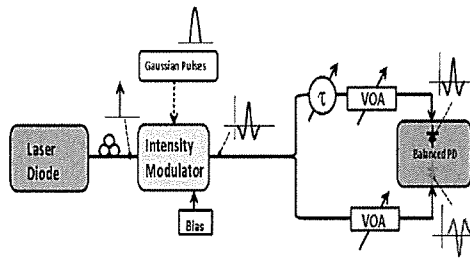 Gaussian Pulses
τ
VOA
Laser
Diode
Intensity
Modulator
Balanced PD
Bias
VOA